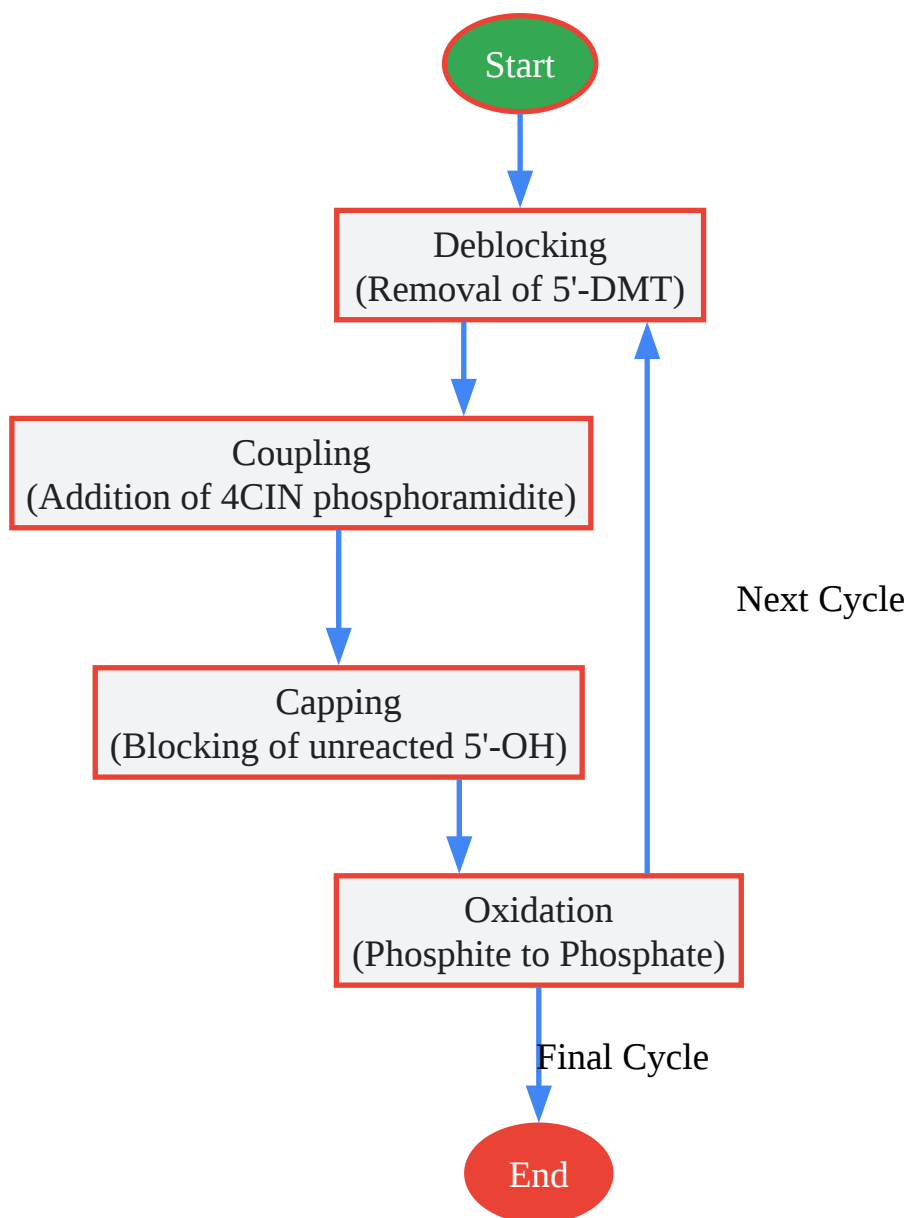 Start
Deblocking
(Removal of 5'-DMT)
Coupling
(Addition of 4CIN phosphoramidite)
Next Cycle
Capping
(Blocking of unreacted 5'-OH)
Oxidation
(Phosphite to Phosphate)
Final Cycle
End